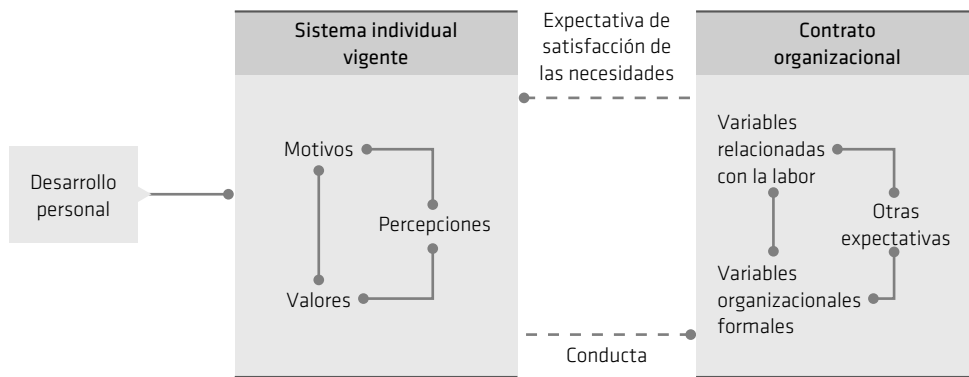 Sistema individual
vigente
Expectativa de
satisfacción de
las necesidades
Contrato
organizacional
Desarrollo
personal
Motivos
Percepciones
Valores
Variables
relacionadas
con la labor
Otras
expectativas
Variables
organizacionales
formales
Conducta